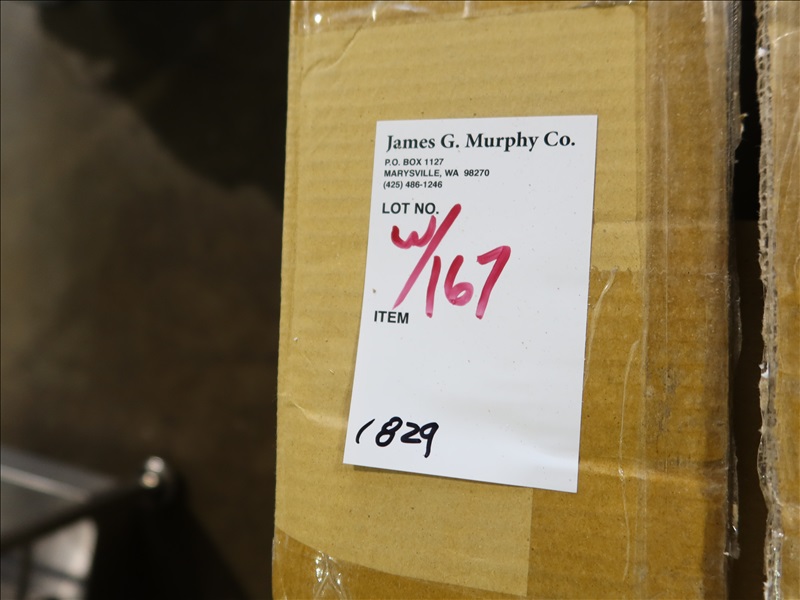 James G. Murphy Co.
P.O. BOX 1127
MARYSVILLE, WA 98270
(425) 486-1246
LOT NO.
w/167
ITEM
1829